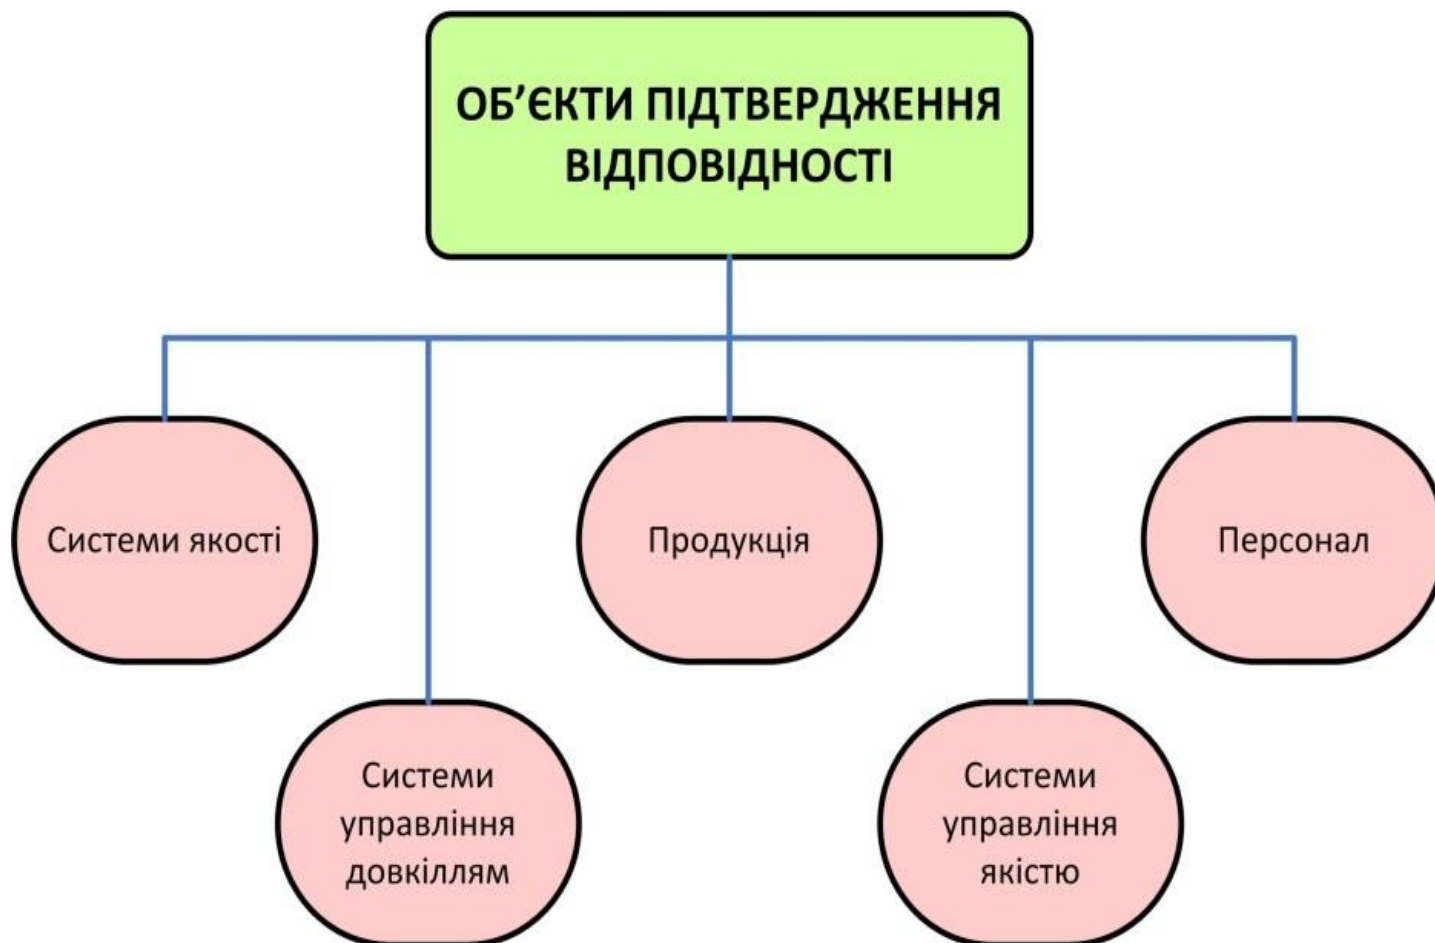 ОБ’ЄКТИ ПІДТВЕРДЖЕННЯ
ВІДПОВІДНОСТІ
Системи якості
Продукція
Персонал
Системи
управління
довкіллям
Системи
управління
якістю